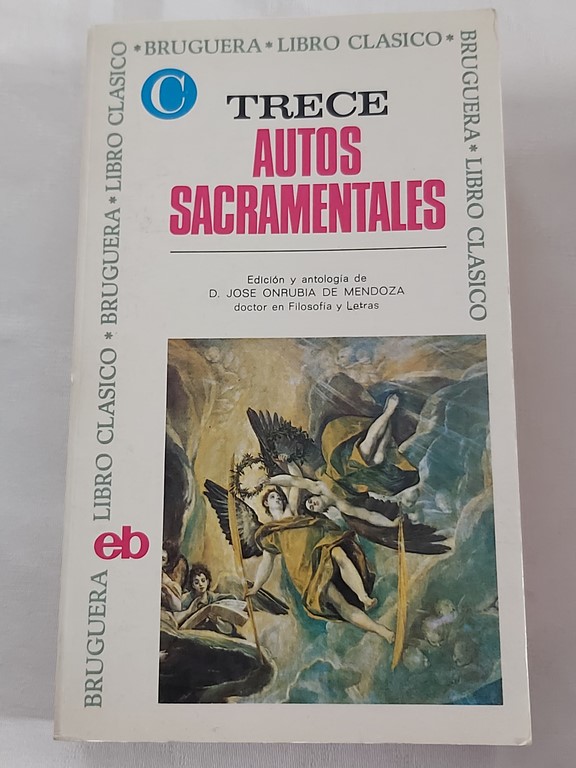 BRUGUERA * LIBRO CLASICO * BRUGUERA * LIBRO CLASICO
* BRUGUERA * LIBRO CLASICO *
BRUGUERA * LIBRO CLASICO
C
TRECE
AUTOS
SACRAMENTALES
Edición y antología de
D. JOSE ONRUBIA DE MENDOZA
doctor en Filosofía y Letras
eb